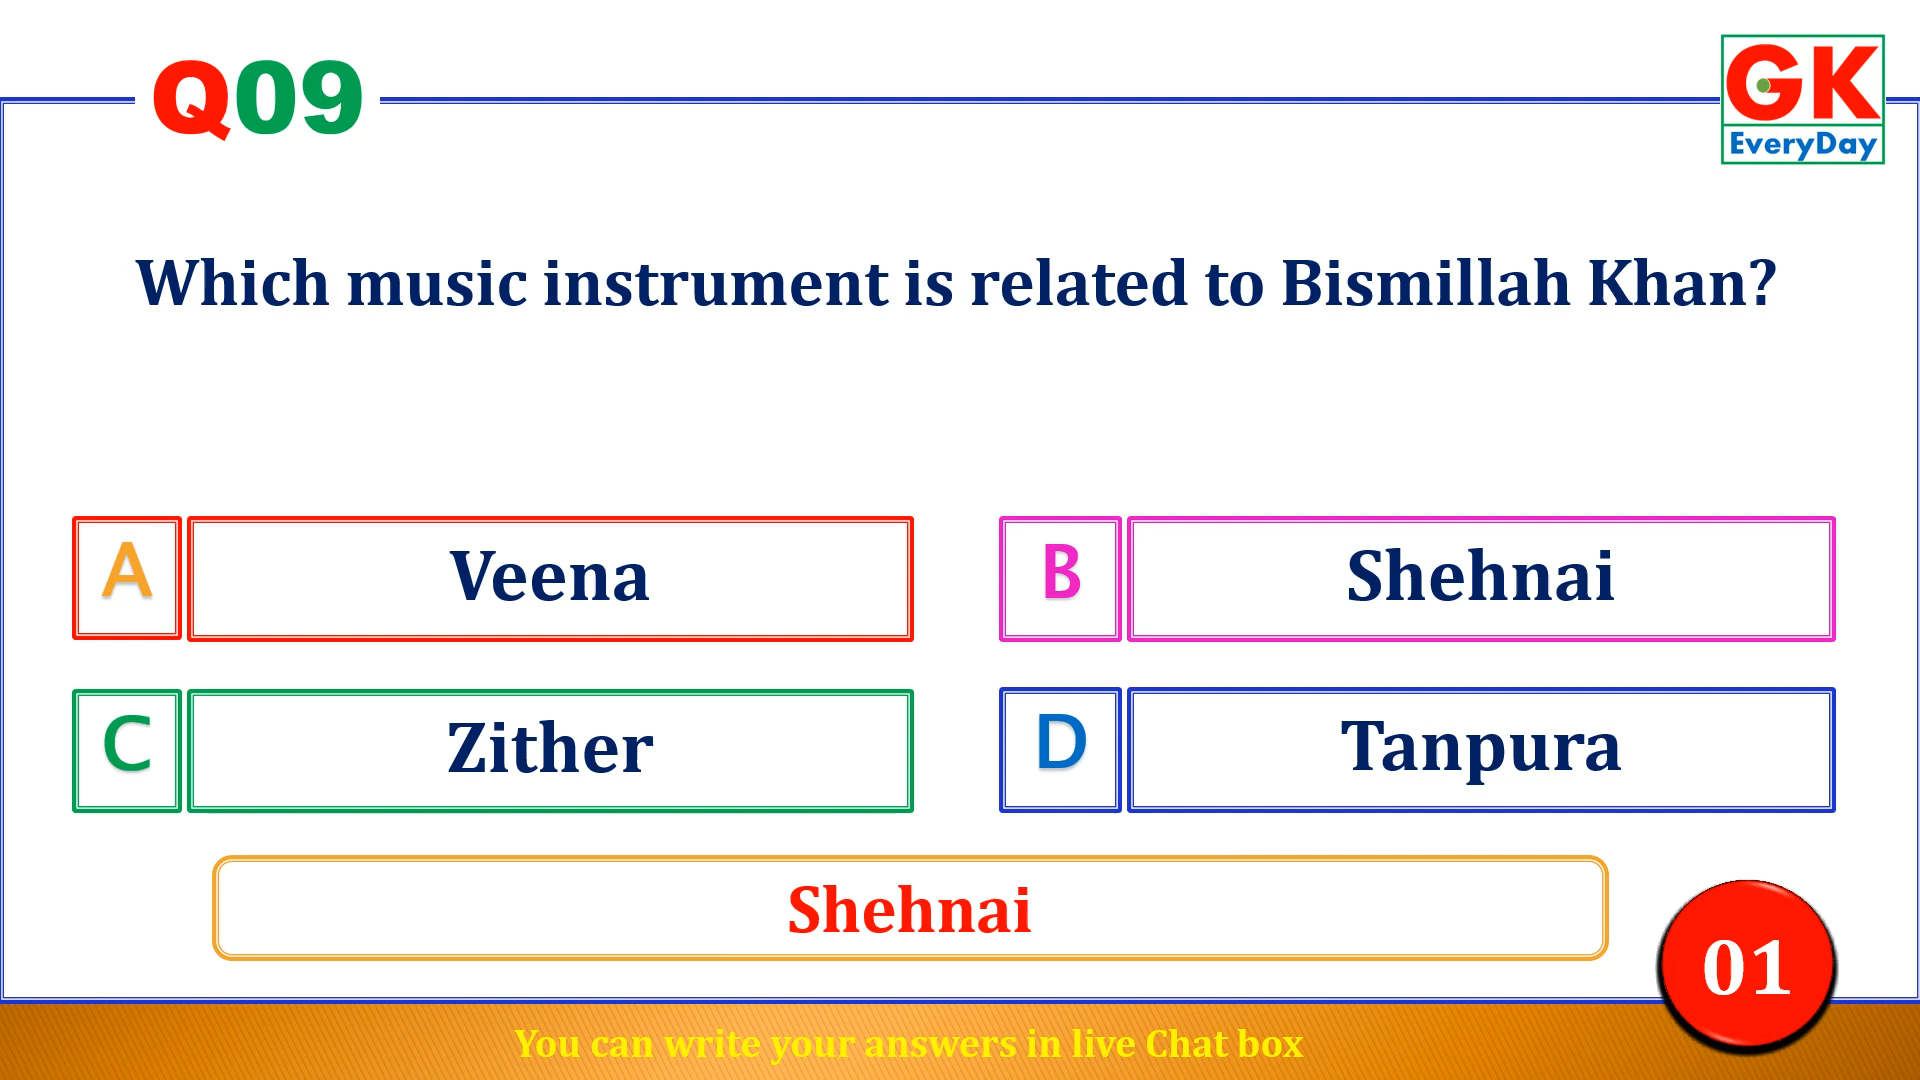 Q09
GK
EveryDay
Which music instrument is related to Bismillah Khan?
A Veena
B Shehnai
C Zither
D Tanpura
Shehnai
01
You can write your answers in live Chat box